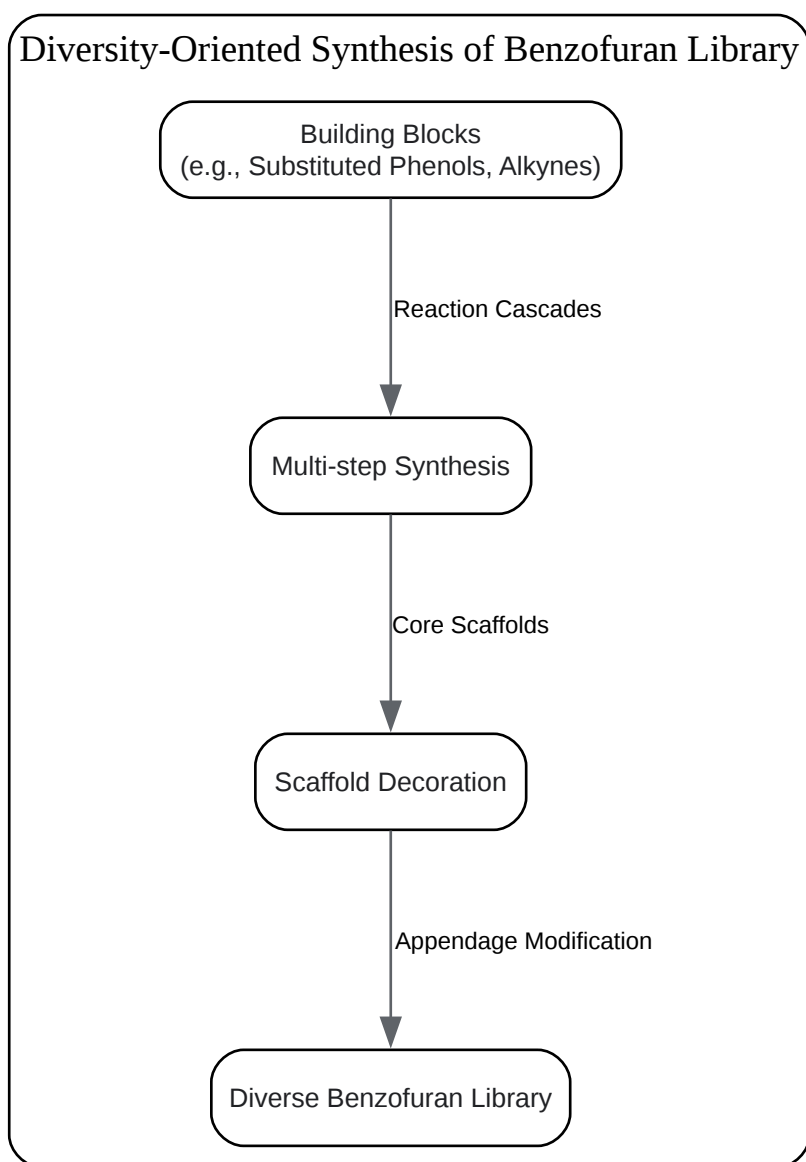 Diversity-Oriented Synthesis of Benzofuran Library
Building Blocks
(e.g., Substituted Phenols, Alkynes)
Reaction Cascades
Multi-step Synthesis
Core Scaffolds
Scaffold Decoration
Appendage Modification
Diverse Benzofuran Library